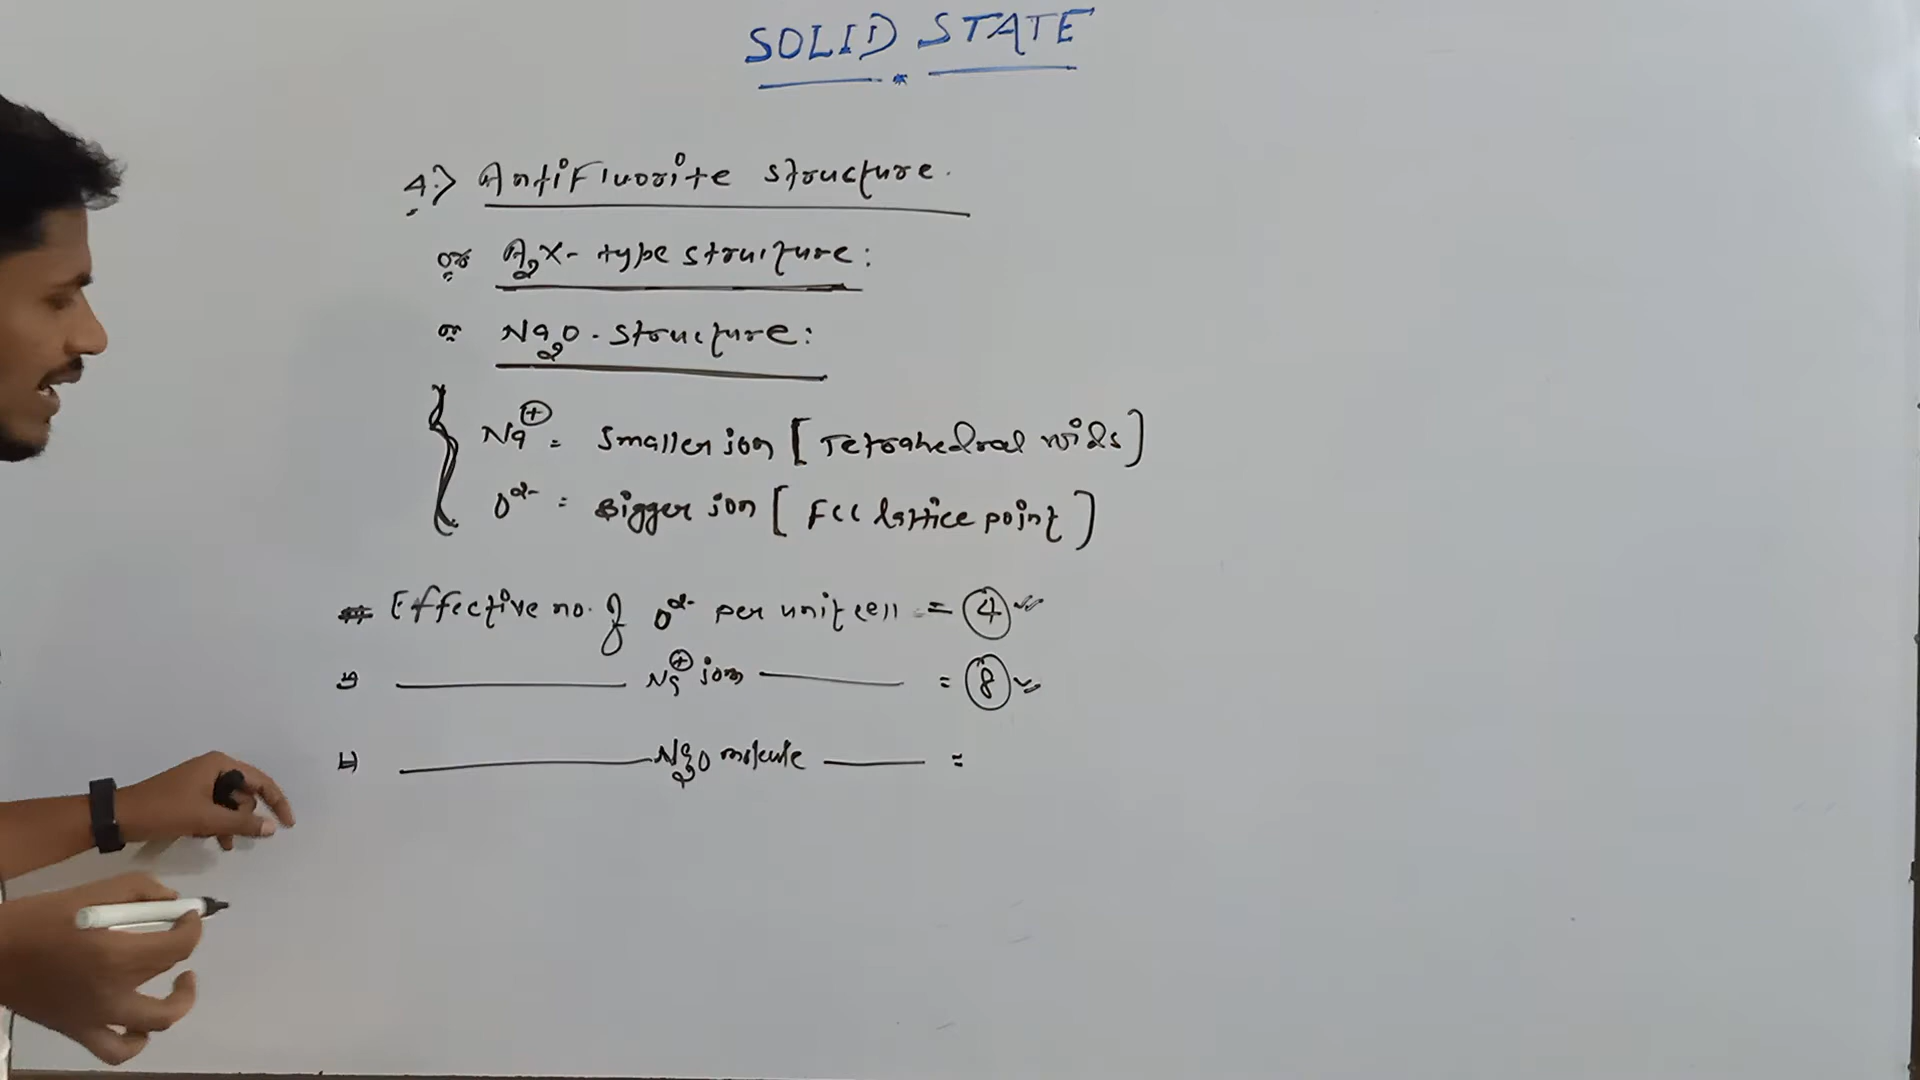 SOLID STATE
4.> AntiFluorite structure.
or A₂X- type structure:
or Na₂O - structure:
Na⊕ = smaller ion [Tetrahedral voids]
O²⁻ = Bigger ion [FCC lattice point]
# Effective no. of O²⁻ per unit cell = 4
" ——— Na⊕ ion ——— = 8
" ——— Na₂O molecule ——— =